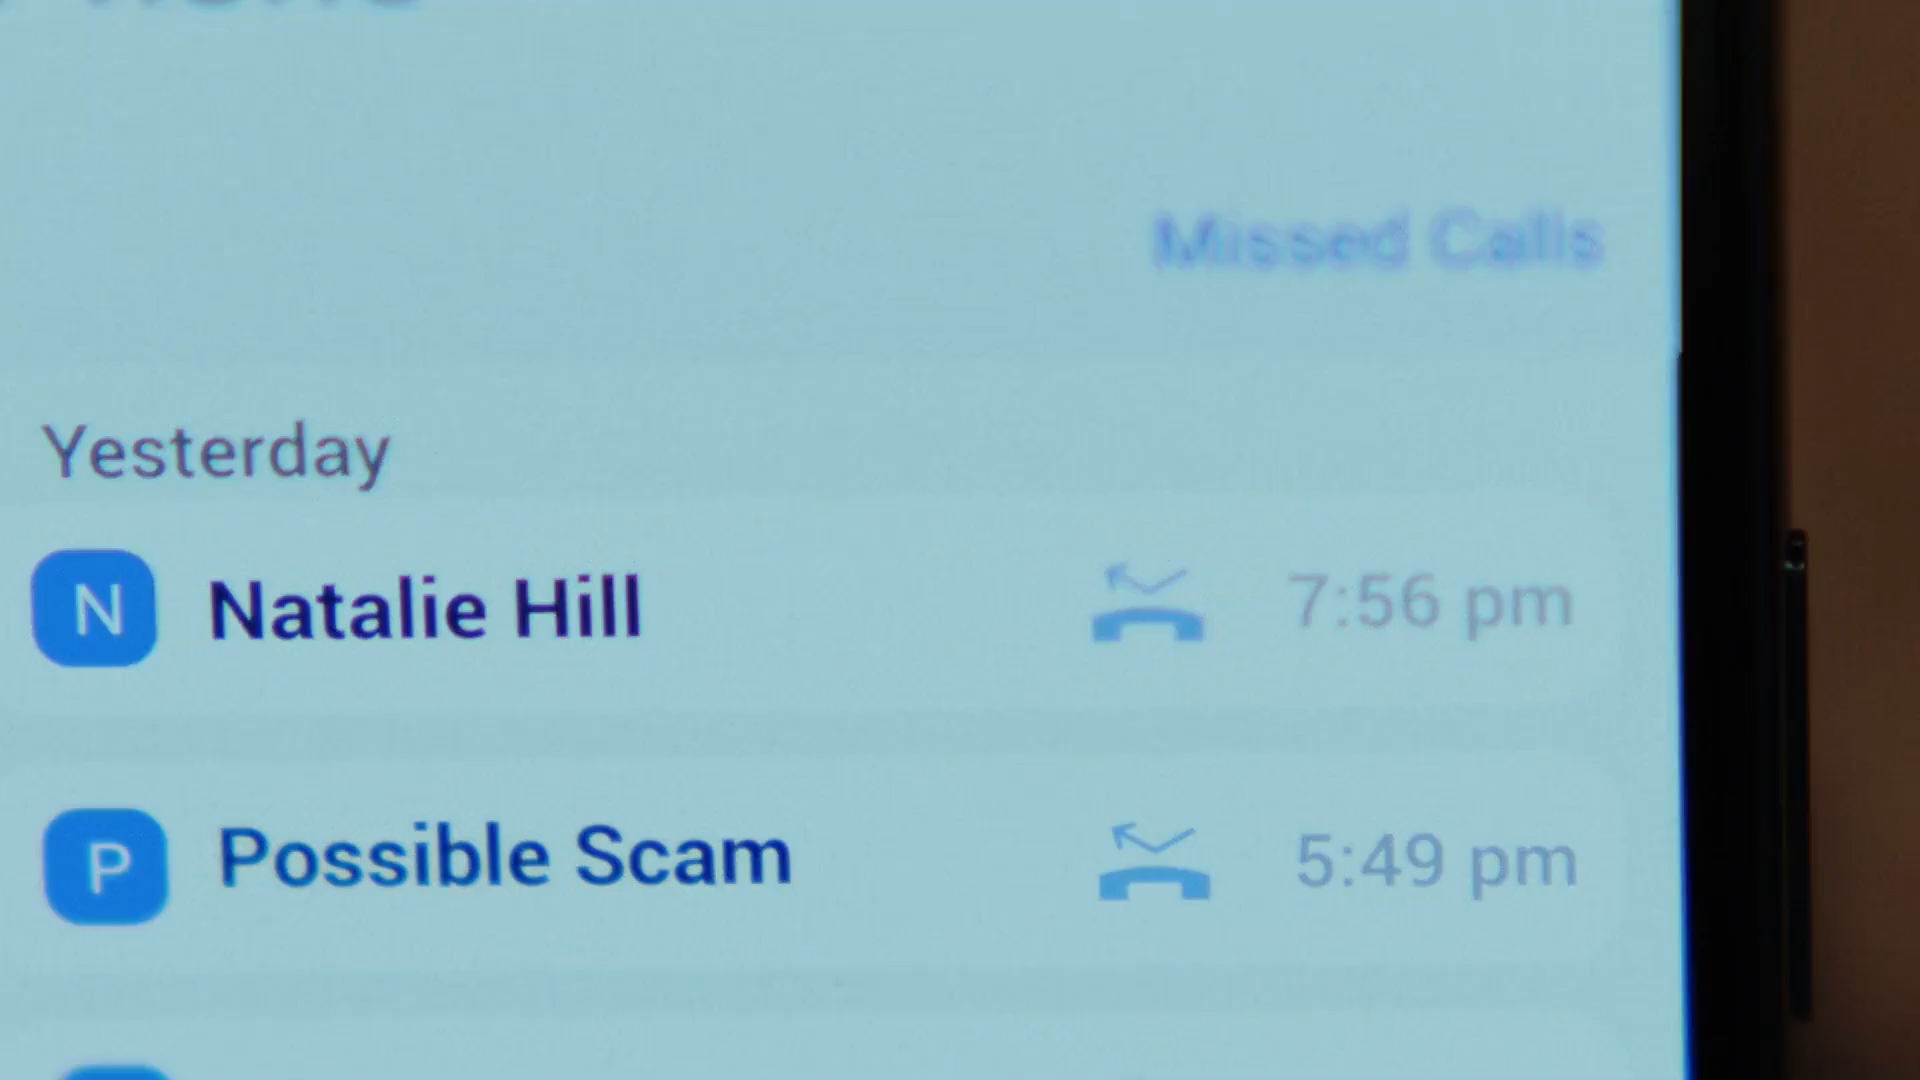 Missed Calls
Yesterday
N Natalie Hill 7:56 pm
P Possible Scam 5:49 pm